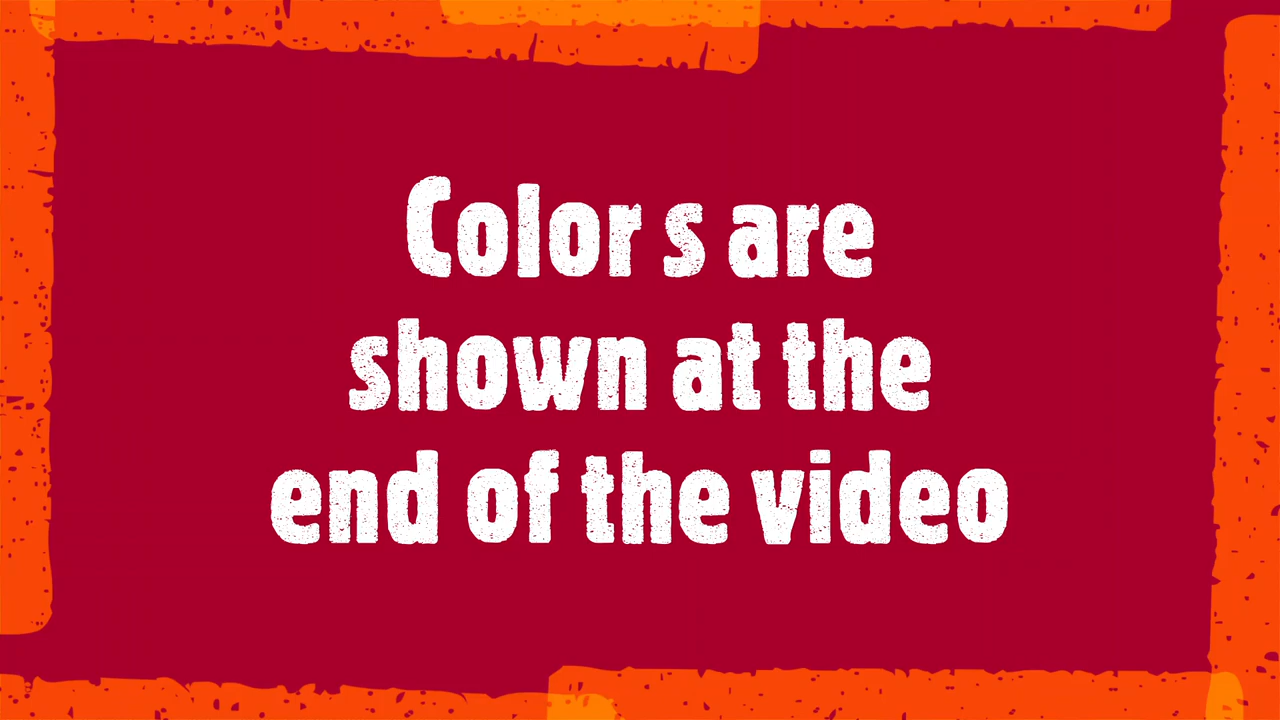 Color s are
shown at the
end of the video